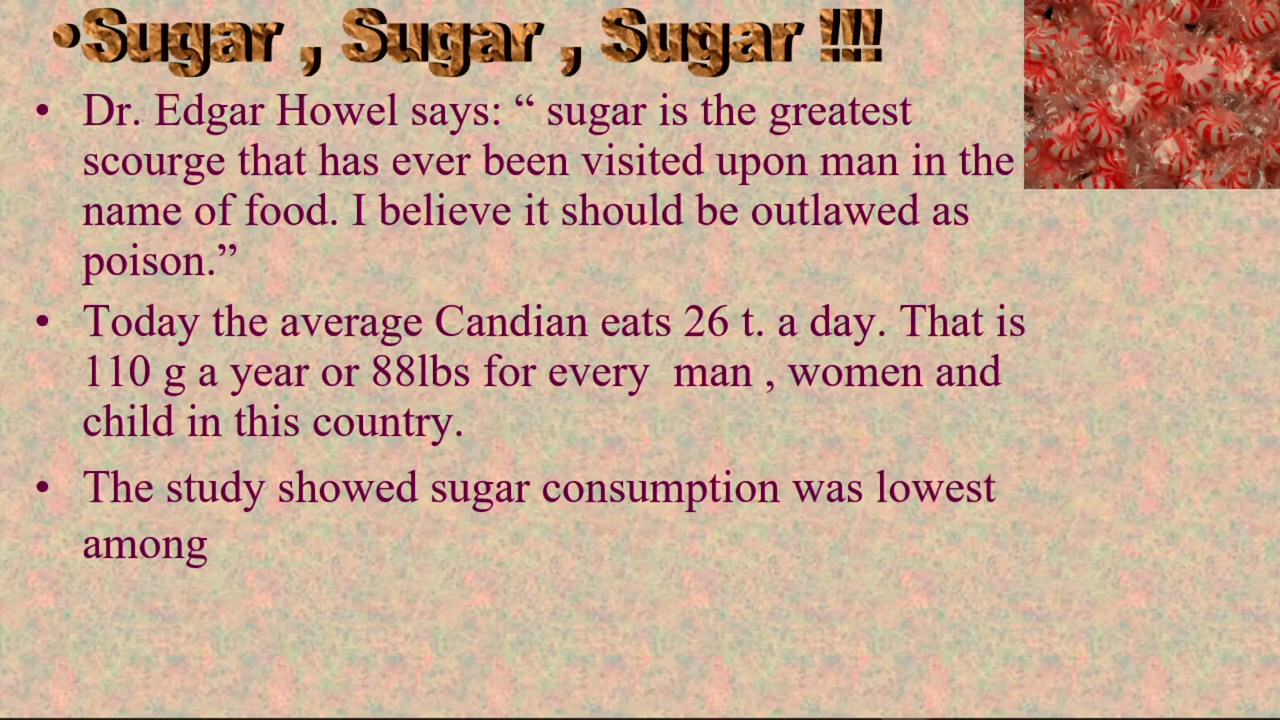 •Sugar , Sugar , Sugar !!!
• Dr. Edgar Howel says: “ sugar is the greatest
scourge that has ever been visited upon man in the
name of food. I believe it should be outlawed as
poison.”
• Today the average Candian eats 26 t. a day. That is
110 g a year or 88lbs for every  man , women and
child in this country.
• The study showed sugar consumption was lowest
among